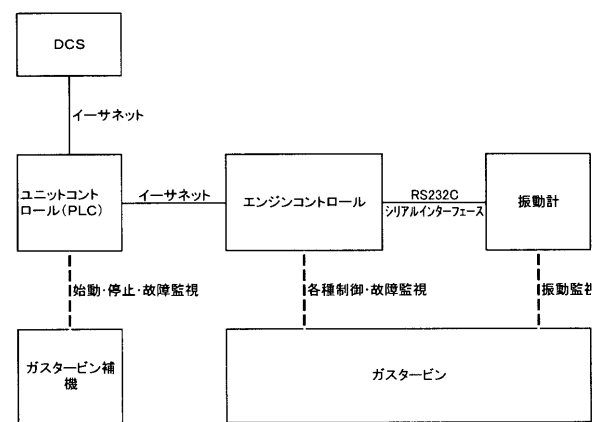 DCS
イーサネット
ユニットコント
ロール(PLC)
イーサネット
エンジンコントロール
RS232C
シリアルインターフェース
振動計
始動・停止・故障監視
各種制御・故障監視
振動監視
ガスタービン補
機
ガスタービン